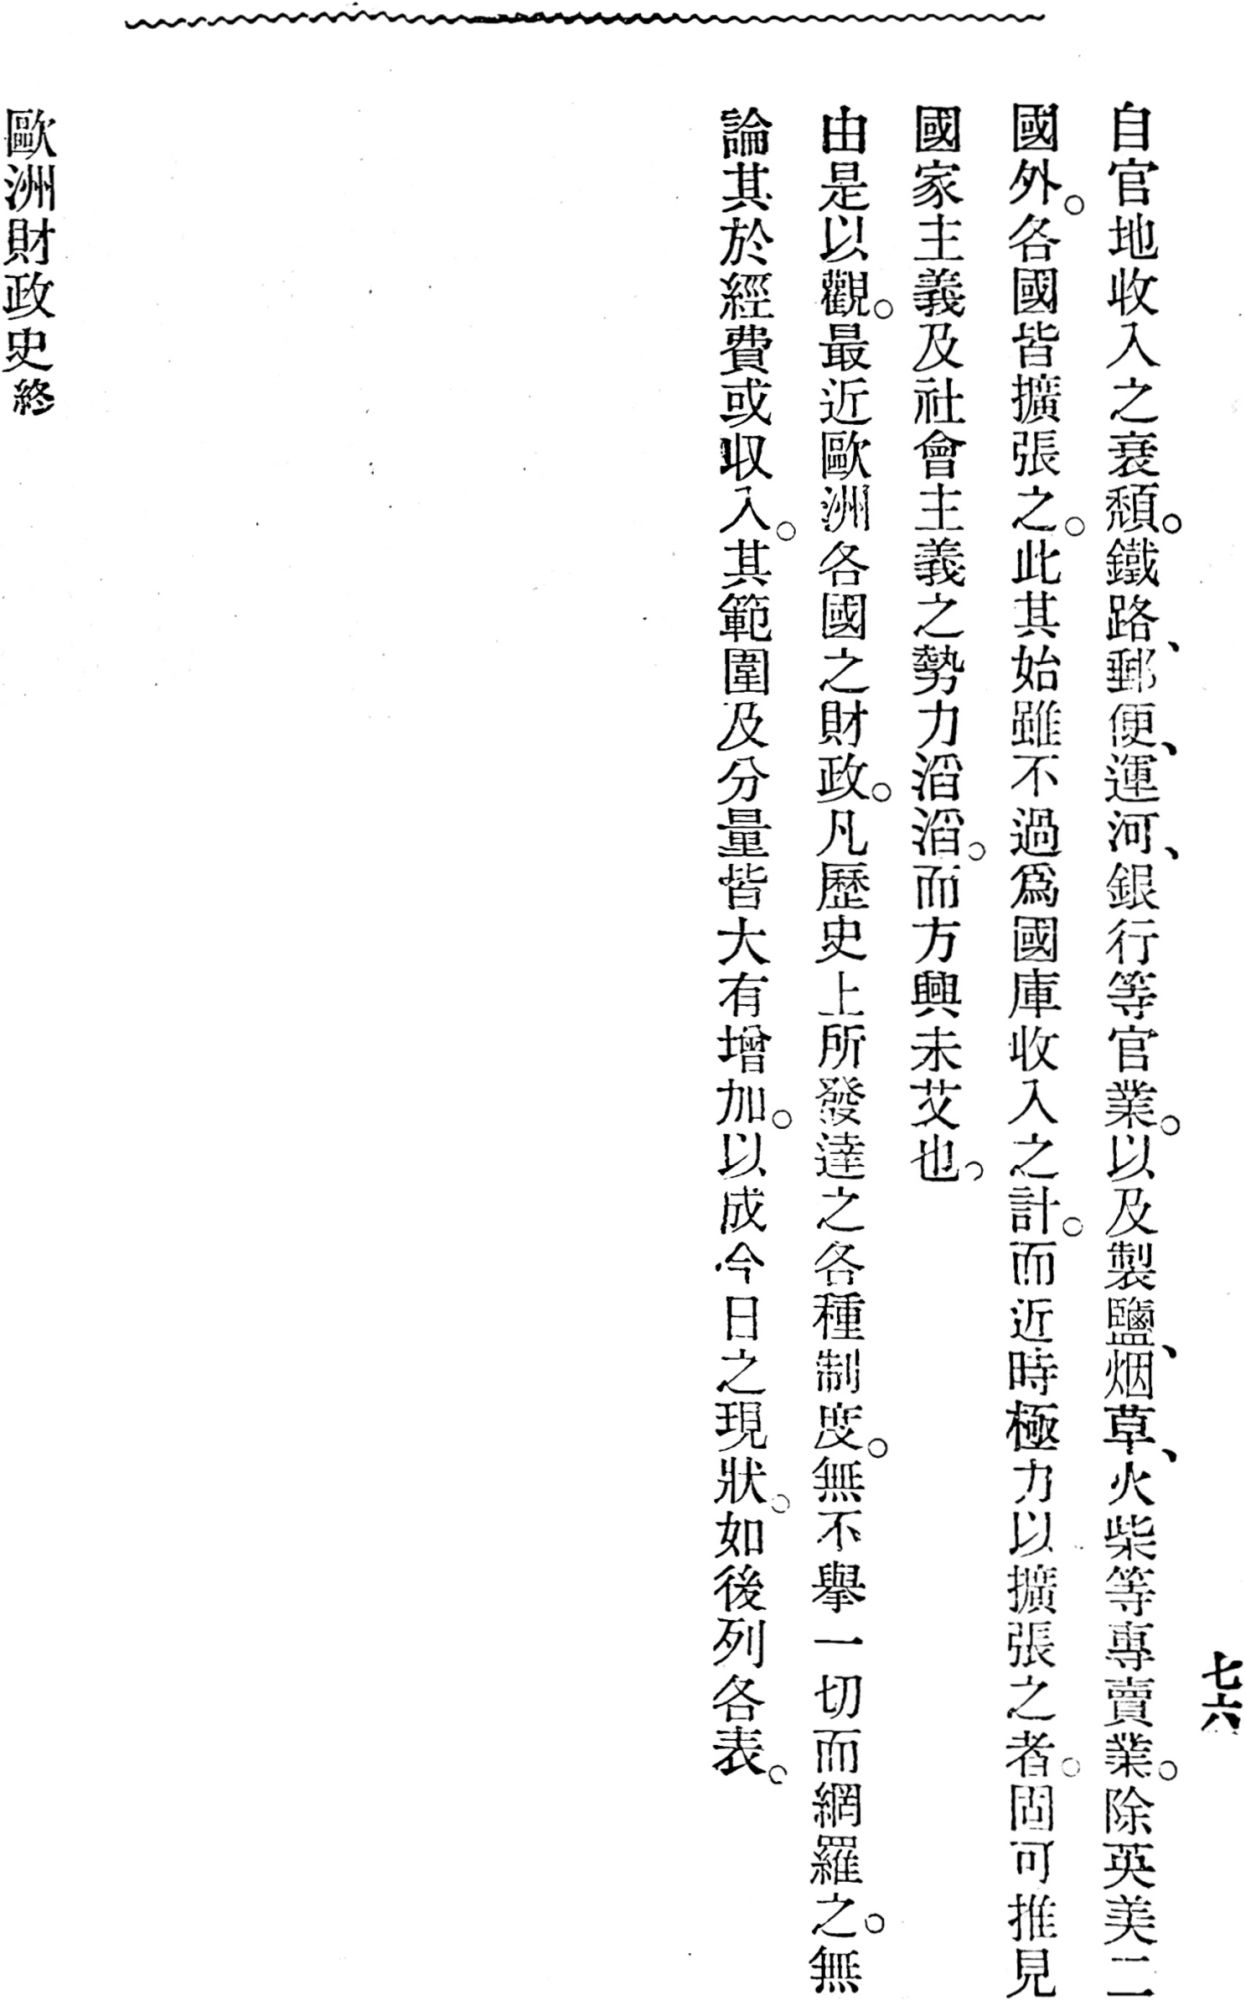 七六
自官地收入之衰頹。鐵路、郵便、運河、銀行等官業。以及製鹽、烟草、火柴等專賣業。除英美二
國外。各國皆擴張之。此其始雖不過爲國庫收入之計。而近時極力以擴張之者。固可推見
國家主義及社會主義之勢力滔滔。而方興未艾也。
由是以觀。最近歐洲各國之財政。凡歷史上所發達之各種制度。無不舉一切而網羅之。無
論其於經費或収入。其範圍及分量皆大有增加。以成今日之現狀。如後列各表。
歐洲財政史終